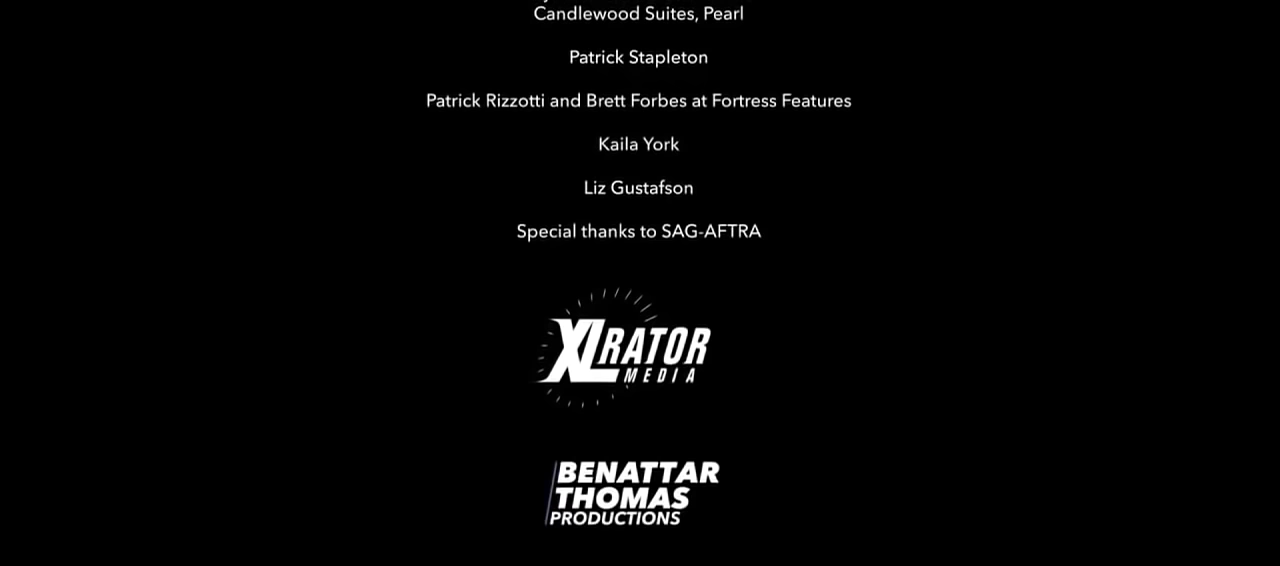 Candlewood Suites, Pearl
Patrick Stapleton
Patrick Rizzotti and Brett Forbes at Fortress Features
Kaila York
Liz Gustafson
Special thanks to SAG-AFTRA
XLRATOR
MEDIA
BENATTAR
THOMAS
PRODUCTIONS